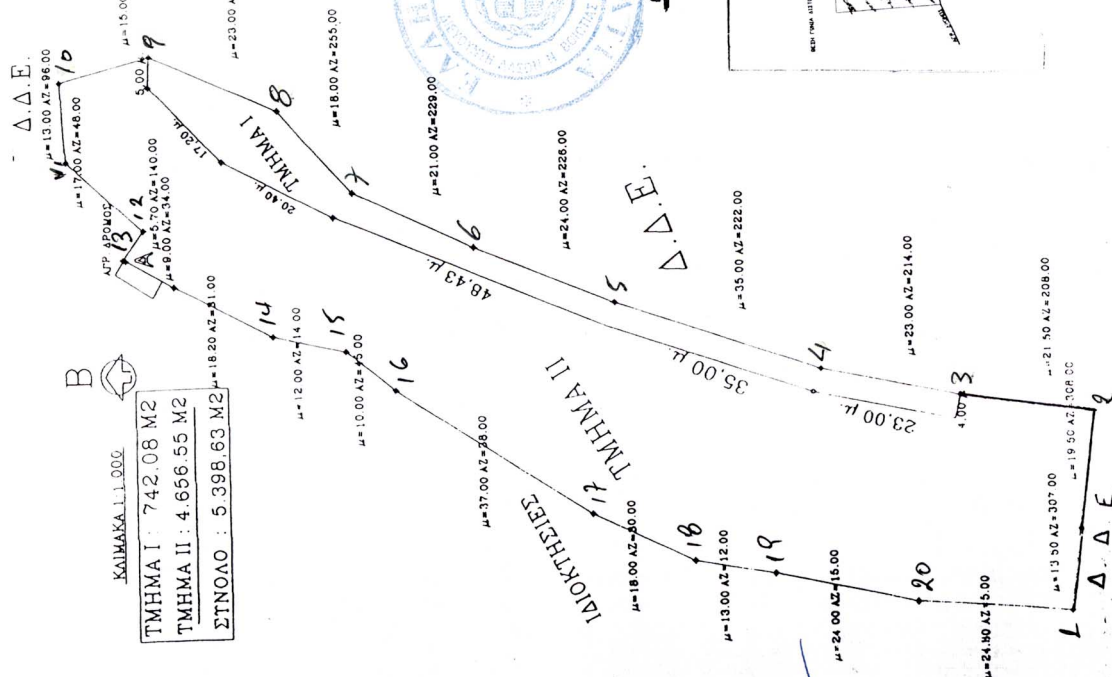 Δ.Δ.Ε.
μ=13.00 ΑΖ=96.00
10
μ=15.00
9
5.00
μ=23.00
μ=17.00 ΑΖ=48.00
ΑΓΡ ΔΡΟΜΟΣ
12
13
μ=5.70 ΑΖ=140.00
Α
μ=9.00 ΑΖ=34.00
17.20 μ.
8
ΤΜΗΜΑ Ι
μ=18.00 ΑΖ=255.00
20.40 μ.
7
μ=21.00 ΑΖ=229.00
6
μ=24.00 ΑΖ=226.00
Δ.Δ.Ε.
48.43 μ.
5
μ=35.00 ΑΖ=222.00
35.00 μ.
4
μ=23.00 ΑΖ=214.00
23.00 μ.
3
4.00
μ=21.50 ΑΖ=208.00
2
μ=19.50 ΑΖ=308.00
μ=13.50 ΑΖ=307.00
Δ. Δ. Ε
1
μ=24.80 ΑΖ=5.00
20
μ=24.00 ΑΖ=16.00
19
μ=13.00 ΑΖ=12.00
18
μ=18.00 ΑΖ=30.00
17
ΤΜΗΜΑ ΙΙ
ΙΔΙΟΚΤΗΣΙΕΣ
μ=37.00 ΑΖ=38.00
16
15
μ=12.00 ΑΖ=14.00
14
μ=18.20 ΑΖ=31.00
Β
ΚΛΙΜΑΚΑ 1:1.000
ΤΜΗΜΑ Ι : 742.08 Μ2
ΤΜΗΜΑ ΙΙ : 4.656.55 Μ2
ΣΥΝΟΛΟ : 5.398.63 Μ2